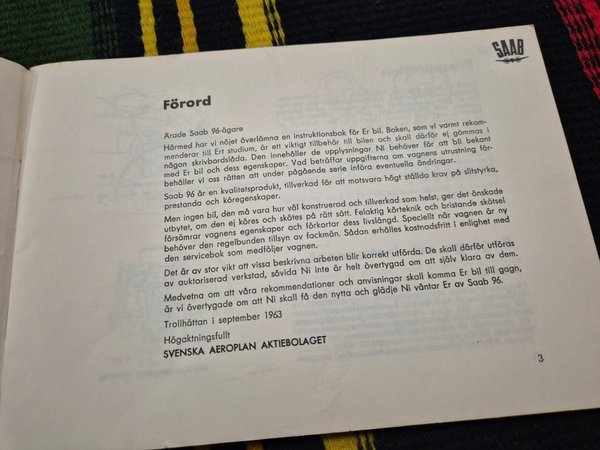 SAAB
Förord
Ärade Saab 96-ägare
Härmed har vi nöjet överlämna en instruktionsbok för Er bil. Boken, som vi varmt rekom-
menderar till Ert studium, är ett viktigt tillbehör till bilen och skall därför ej gömmas i
någon skrivbordslåda. Den innehåller de upplysningar Ni behöver för att bli bekant
med Er bil och dess egenskaper. Vad beträffar uppgifterna om vagnens utrustning för-
behåller vi oss rätten att under pågående serie införa eventuella ändringar.
Saab 96 är en kvalitetsprodukt, tillverkad för att motsvara högt ställda krav på slitstyrka,
prestanda och köregenskaper.
Men ingen bil, den må vara hur väl konstruerad och tillverkad som helst, ger det önskade
utbytet, om den ej köres och skötes på rätt sätt. Felaktig körteknik och bristande skötsel
försämrar vagnens egenskaper och förkortar dess livslängd. Speciellt när vagnen är ny
behöver den regelbunden tillsyn av fackmän. Sådan erhålles kostnadsfritt i enlighet med
den servicebok som medföljer vagnen.
Det är av stor vikt att vissa beskrivna arbeten blir korrekt utförda. De skall därför utföras
av auktoriserad verkstad, såvida Ni inte är helt övertygad om att själv klara av dem.
Medvetna om att våra rekommendationer och anvisningar skall komma Er bil till gagn,
är vi övertygade om att Ni skall få den nytta och glädje Ni väntar Er av Saab 96.
Trollhättan i september 1963
Högaktningsfullt
SVENSKA AEROPLAN AKTIEBOLAGET
3